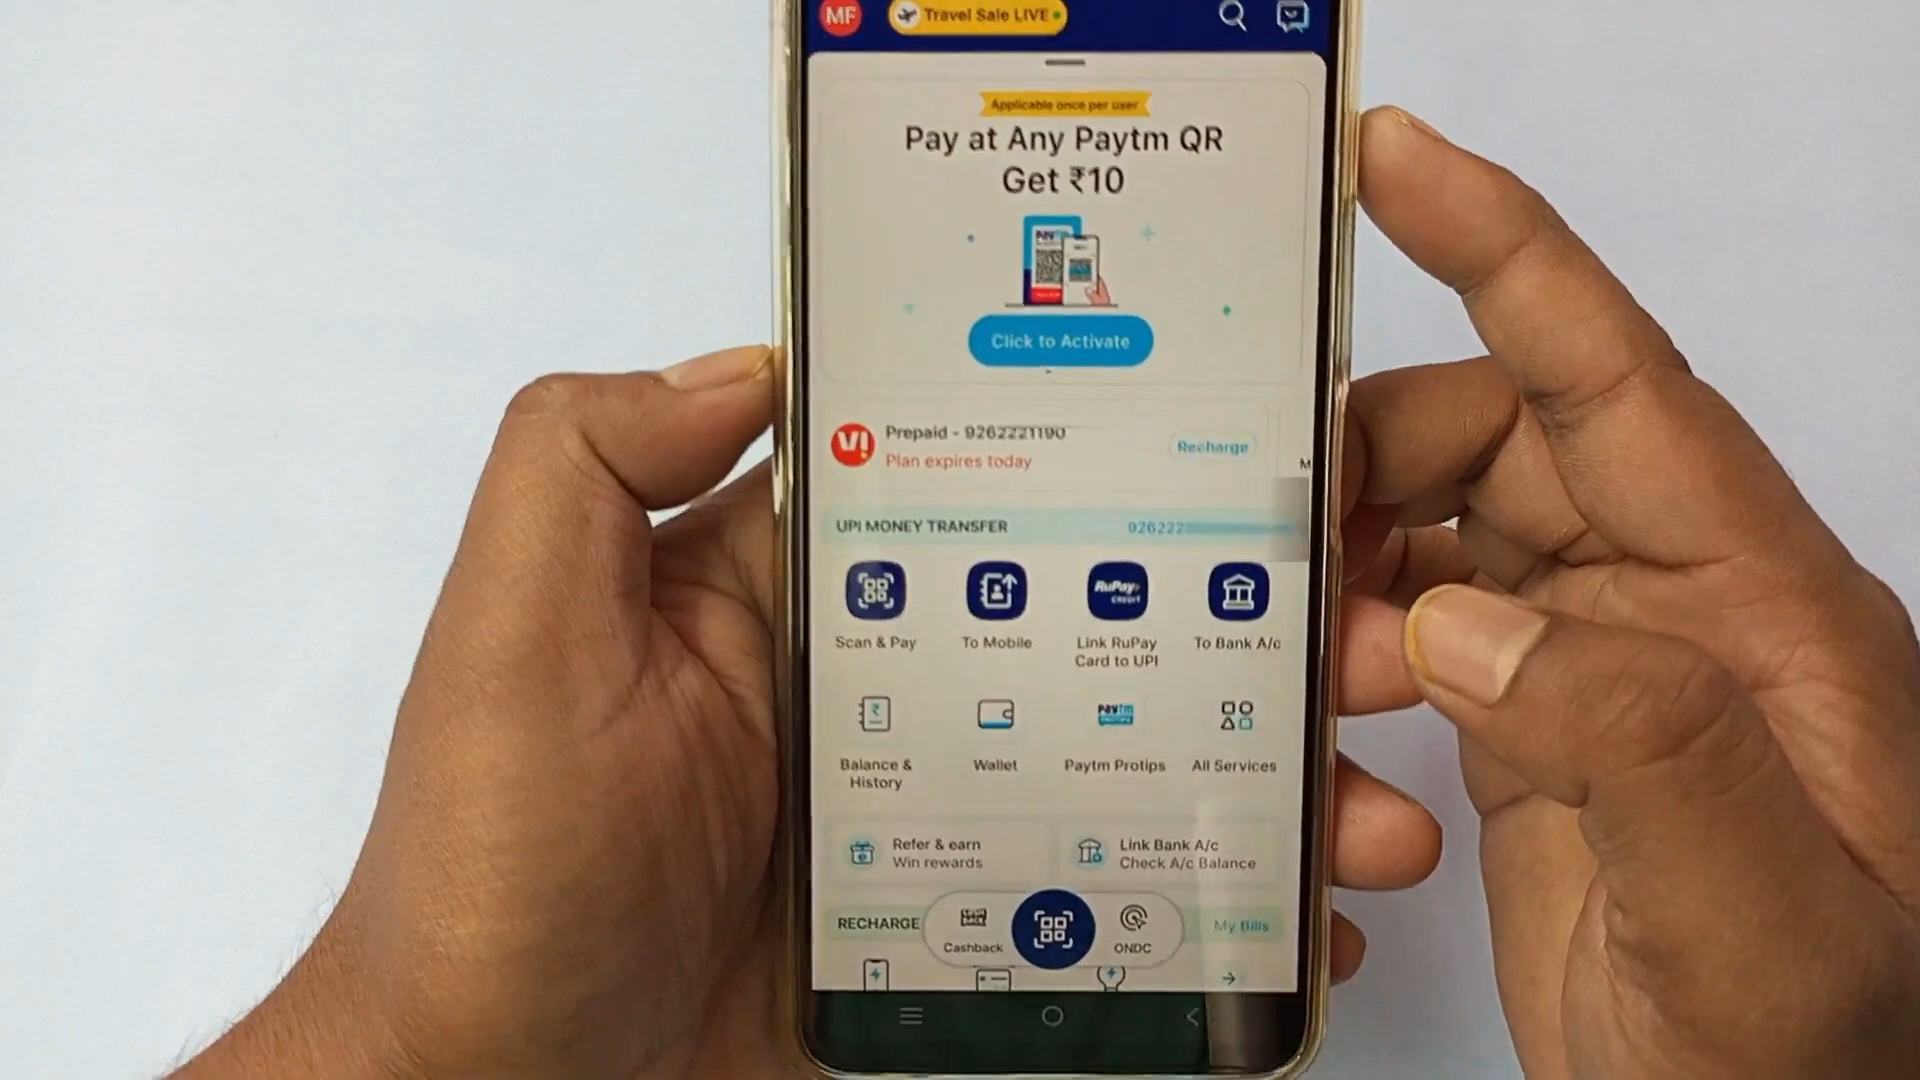 MF
Travel Sale LIVE
Applicable once per user
Pay at Any Paytm QR
Get ₹10
Click to Activate
Prepaid - 9262221190
Plan expires today
Recharge
M
UPI MONEY TRANSFER
926222
Scan & Pay
To Mobile
RuPay
CREDIT
Link RuPay
Card to UPI
To Bank A/c
Balance &
History
Wallet
paytm
Paytm Protips
All Services
Refer & earn
Win rewards
Link Bank A/c
Check A/c Balance
RECHARGE
Cashback
ONDC
My Bills